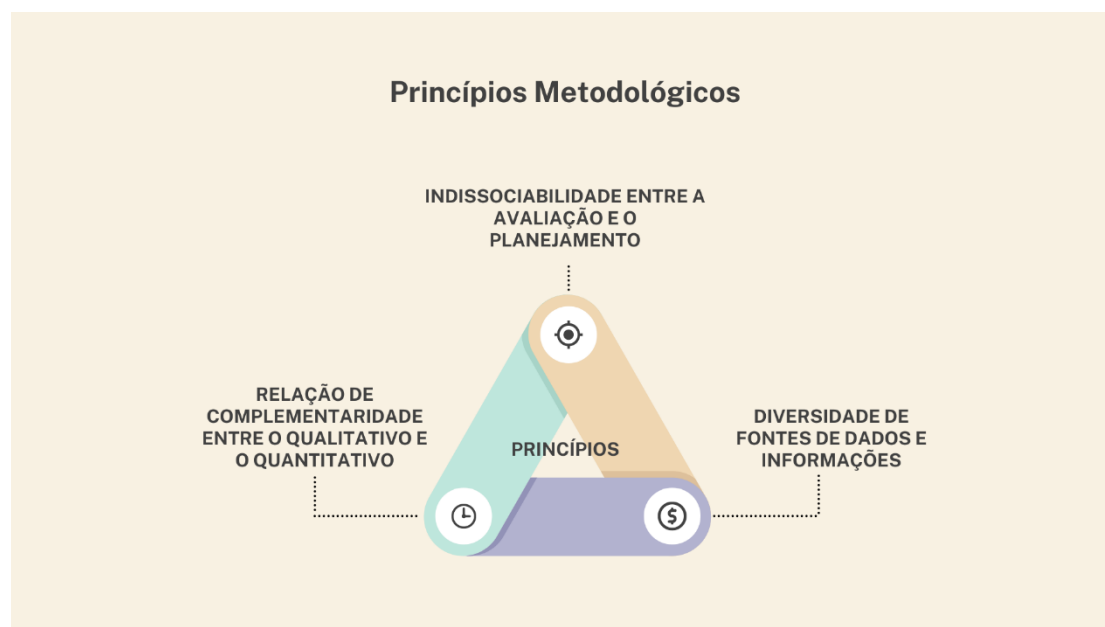 Princípios Metodológicos
INDISSOCIABILIDADE ENTRE A
AVALIAÇÃO E O
PLANEJAMENTO
RELAÇÃO DE
COMPLEMENTARIDADE
ENTRE O QUALITATIVO E
O QUANTITATIVO
PRINCÍPIOS
DIVERSIDADE DE
FONTES DE DADOS E
INFORMAÇÕES
$